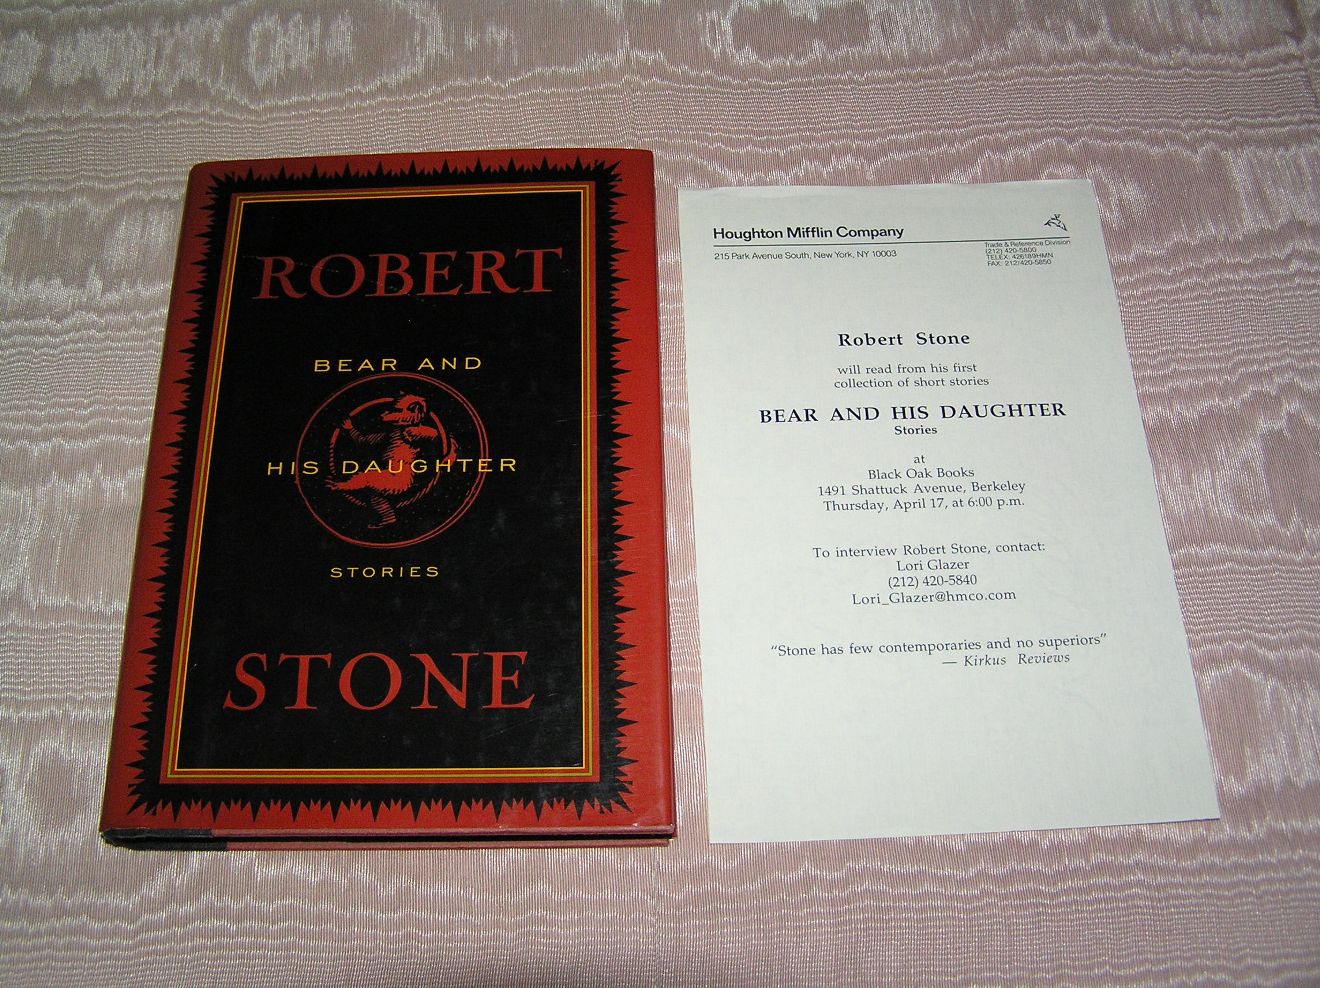 ROBERT
BEAR AND
HIS DAUGHTER
STORIES
STONE
Houghton Mifflin Company
215 Park Avenue South, New York, NY 10003
Trade & Reference Division
(212) 420-5800
TELEX: 426189HMN
FAX: 212/420-5850
Robert Stone
will read from his first
collection of short stories
BEAR AND HIS DAUGHTER
Stories
at
Black Oak Books
1491 Shattuck Avenue, Berkeley
Thursday, April 17, at 6:00 p.m.
To interview Robert Stone, contact:
Lori Glazer
(212) 420-5840
Lori_Glazer@hmco.com
“Stone has few contemporaries and no superiors”
— Kirkus Reviews